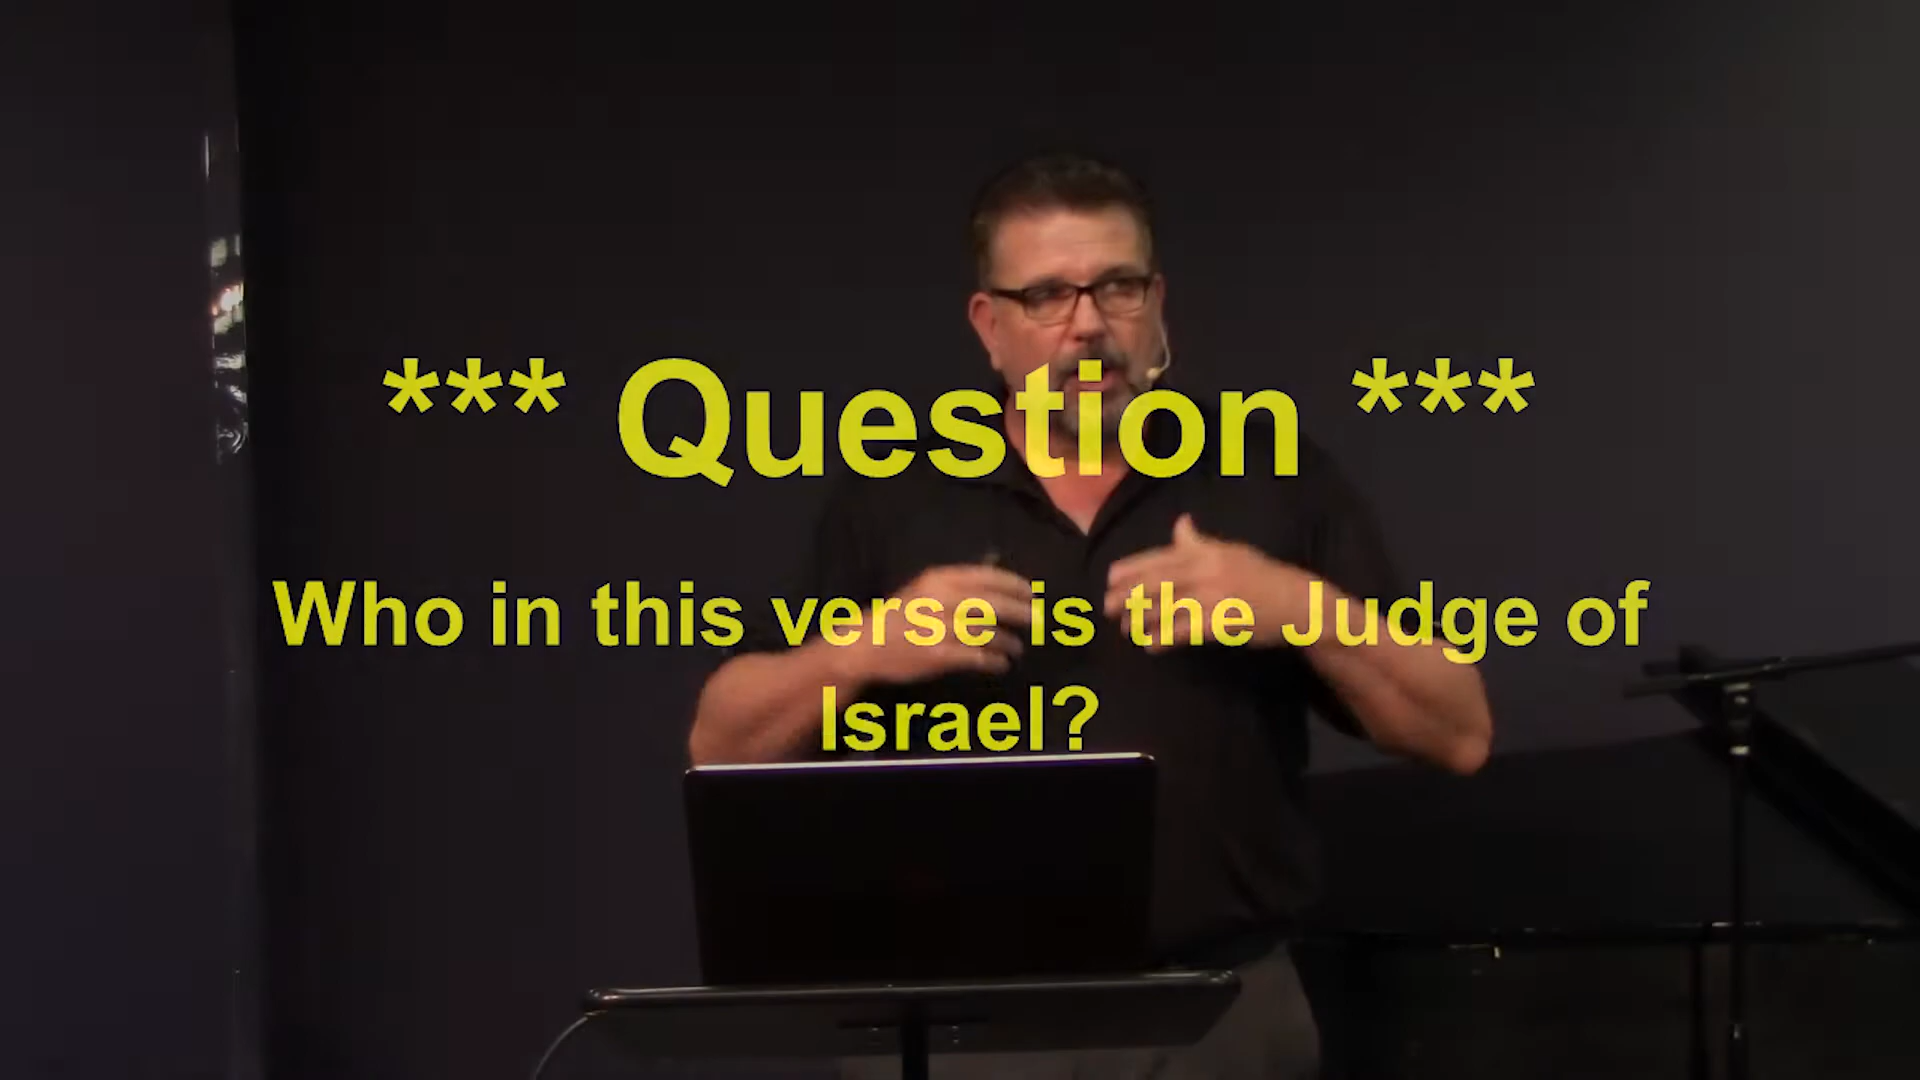 *** Question ***
Who in this verse is the Judge of
Israel?